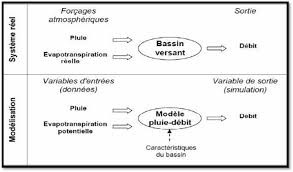 Système réel
Forçages
atmosphériques
Sortie
Pluie
Evapotranspiration
réelle
Bassin
versant
Débit
Modélisation
Variables d'entrées
(données)
Variable de sortie
(simulation)
Pluie
Evapotranspiration
potentielle
Modèle
pluie-débit
Débit
Caractéristiques
du bassin